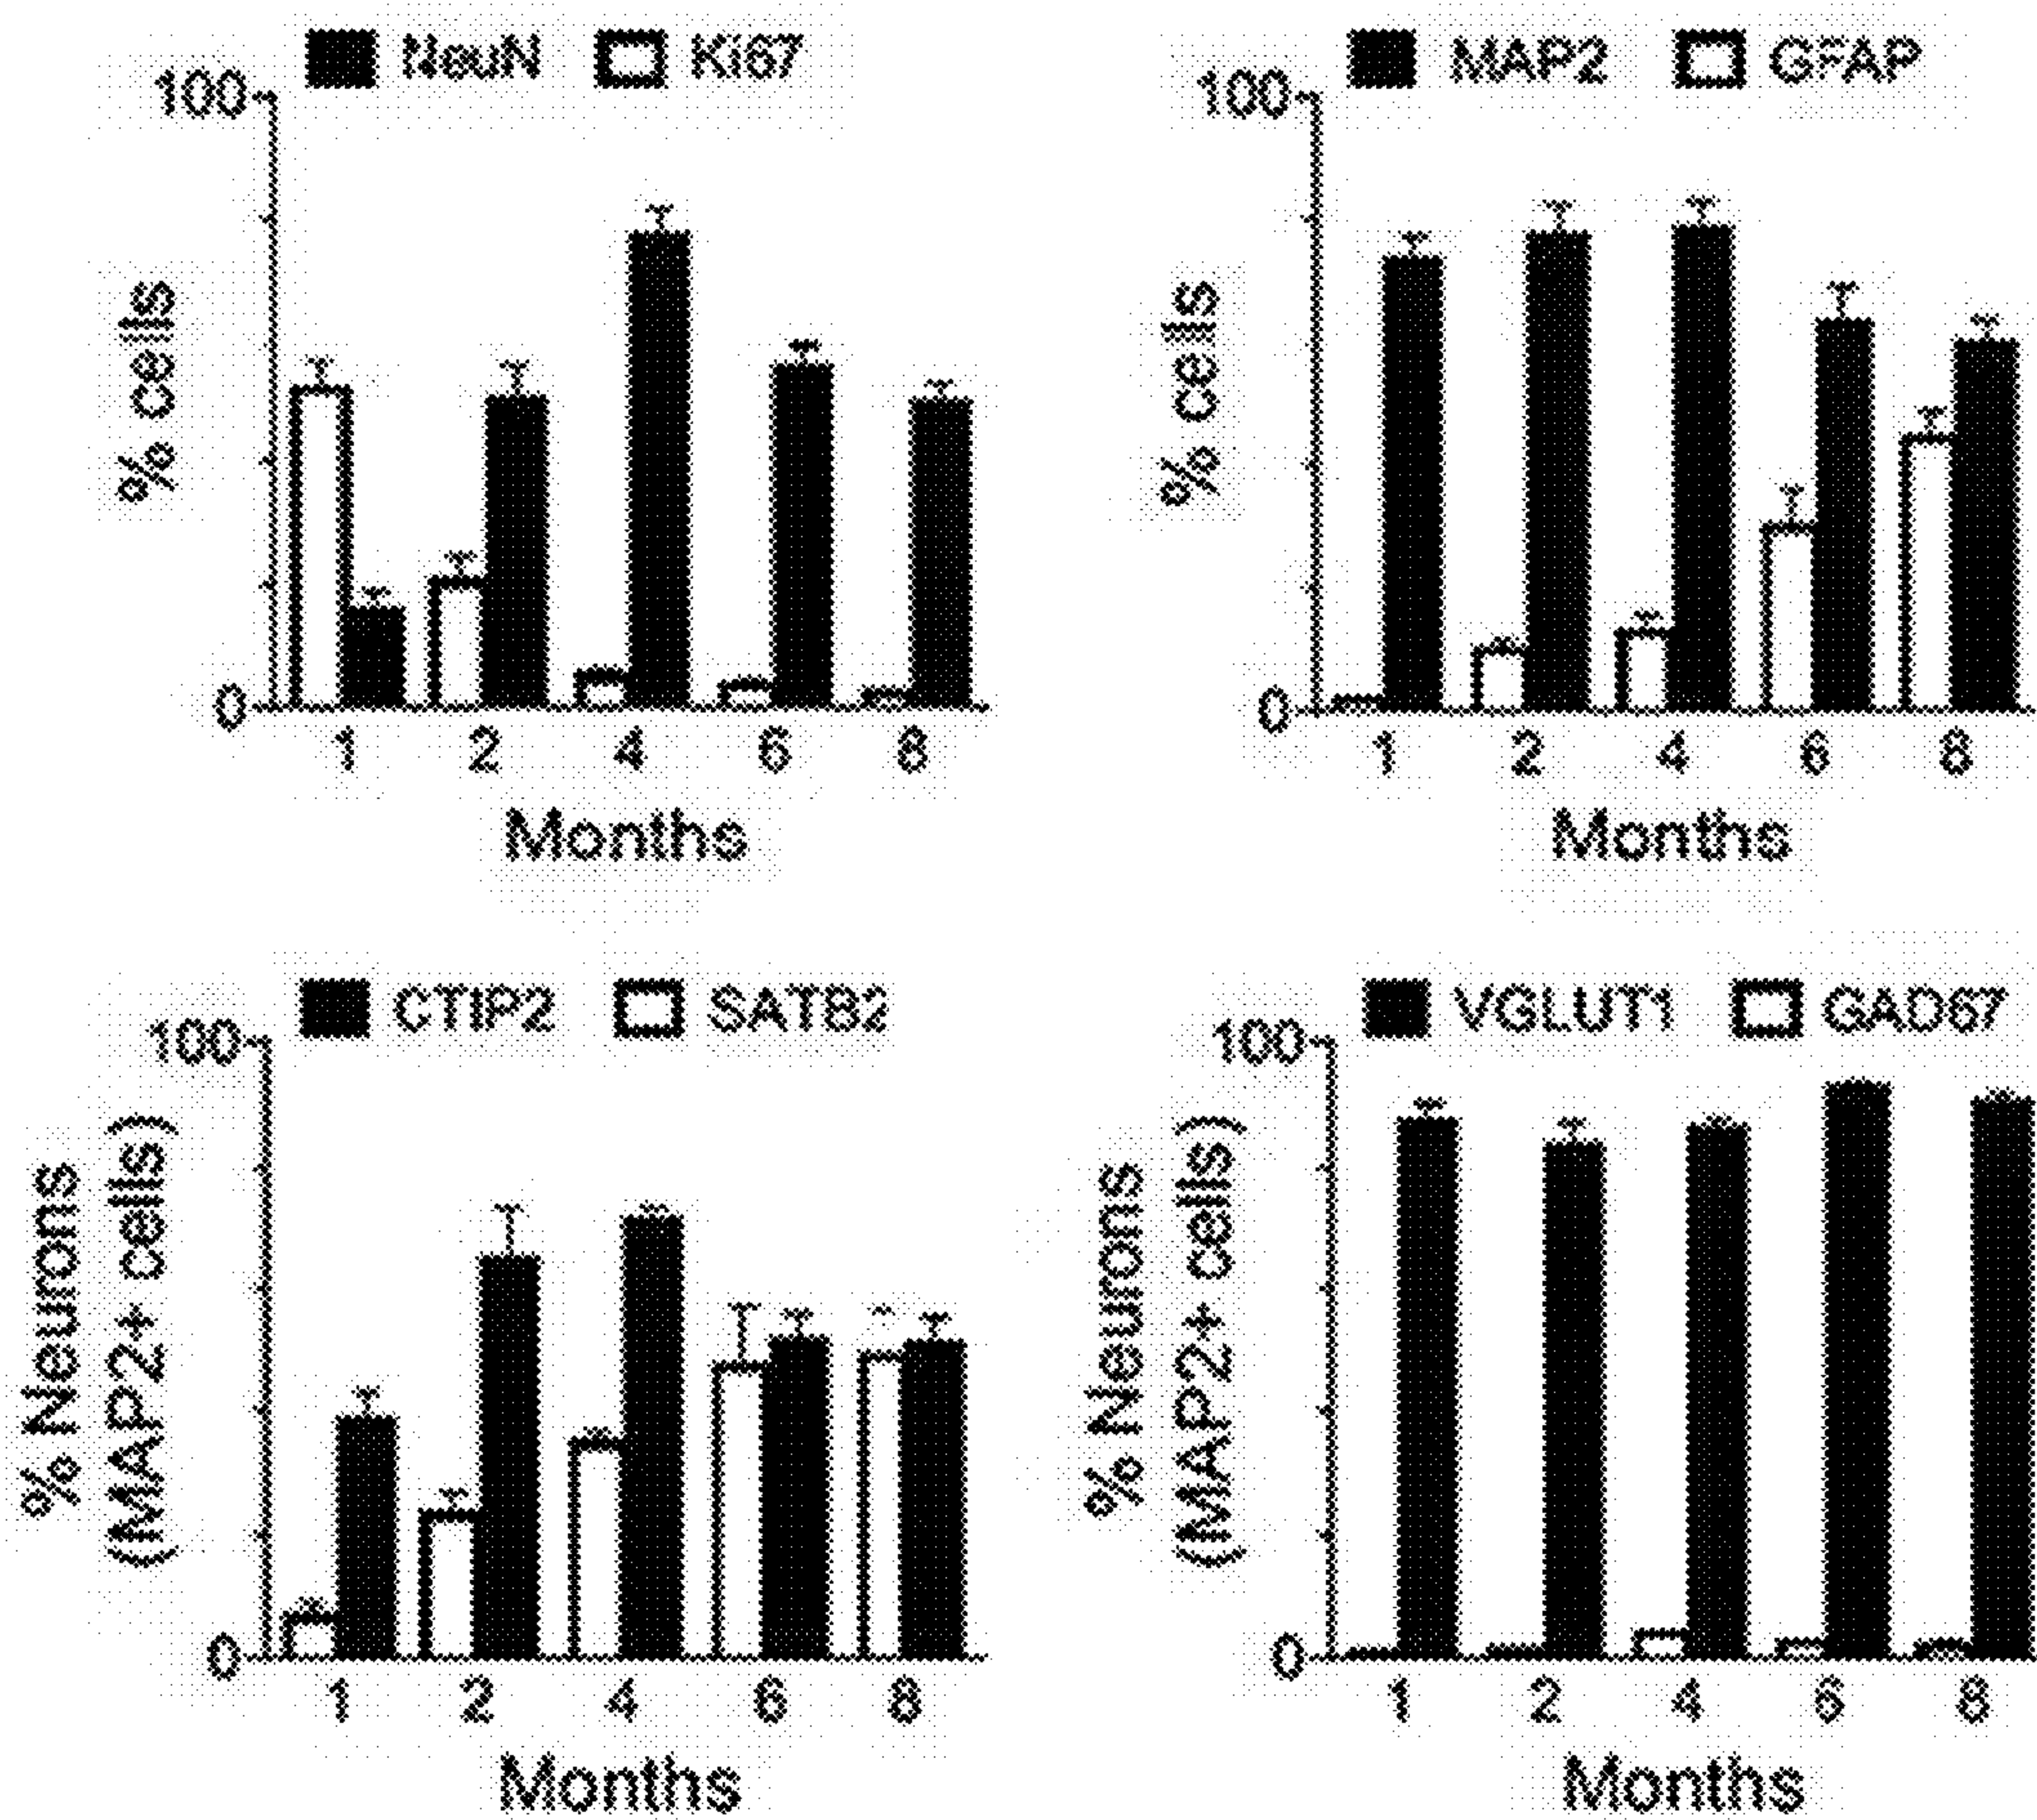 NeuN Ki67
100
% cells
0
1 2 4 6 8
Months
MAP2 GFAP
100
% cells
0
1 2 4 6 8
Months
CTIP2 SATB2
100
% Neurons
(MAP2+ cells)
0
1 2 4 6 8
Months
VGLUT1 GAD67
100
% Neurons
(MAP2+ cells)
0
1 2 4 6 8
Months